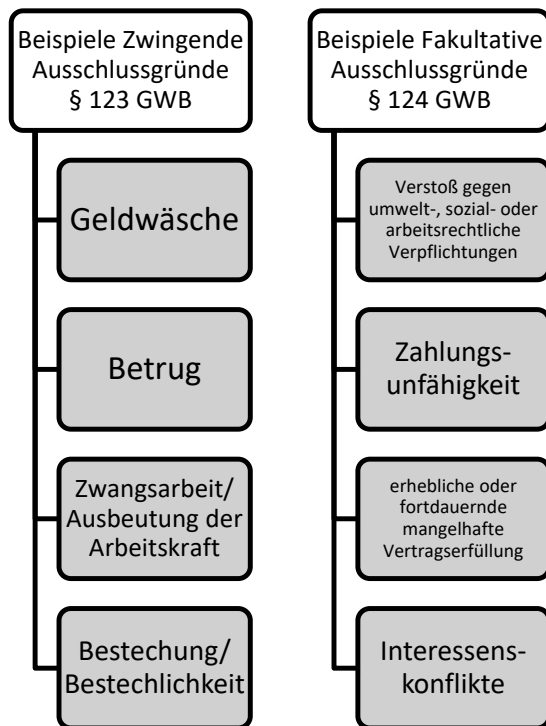 Beispiele Zwingende
Ausschlussgründe
§ 123 GWB
Geldwäsche
Betrug
Zwangsarbeit/
Ausbeutung der
Arbeitskraft
Bestechung/
Bestechlichkeit
Beispiele Fakultative
Ausschlussgründe
§ 124 GWB
Verstoß gegen
umwelt-, sozial- oder
arbeitsrechtliche
Verpflichtungen
Zahlungs-
unfähigkeit
erhebliche oder
fortdauernde
mangelhafte
Vertragserfüllung
Interessens-
konflikte